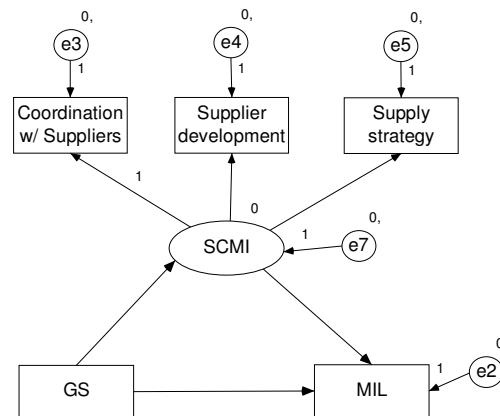 0,
0,
0,
e3
e4
e5
1
1
1
Coordination
w/ Suppliers
Supplier
development
Supply
strategy
1
0
0,
SCMI
1
e7
0
1
e2
GS
MIL